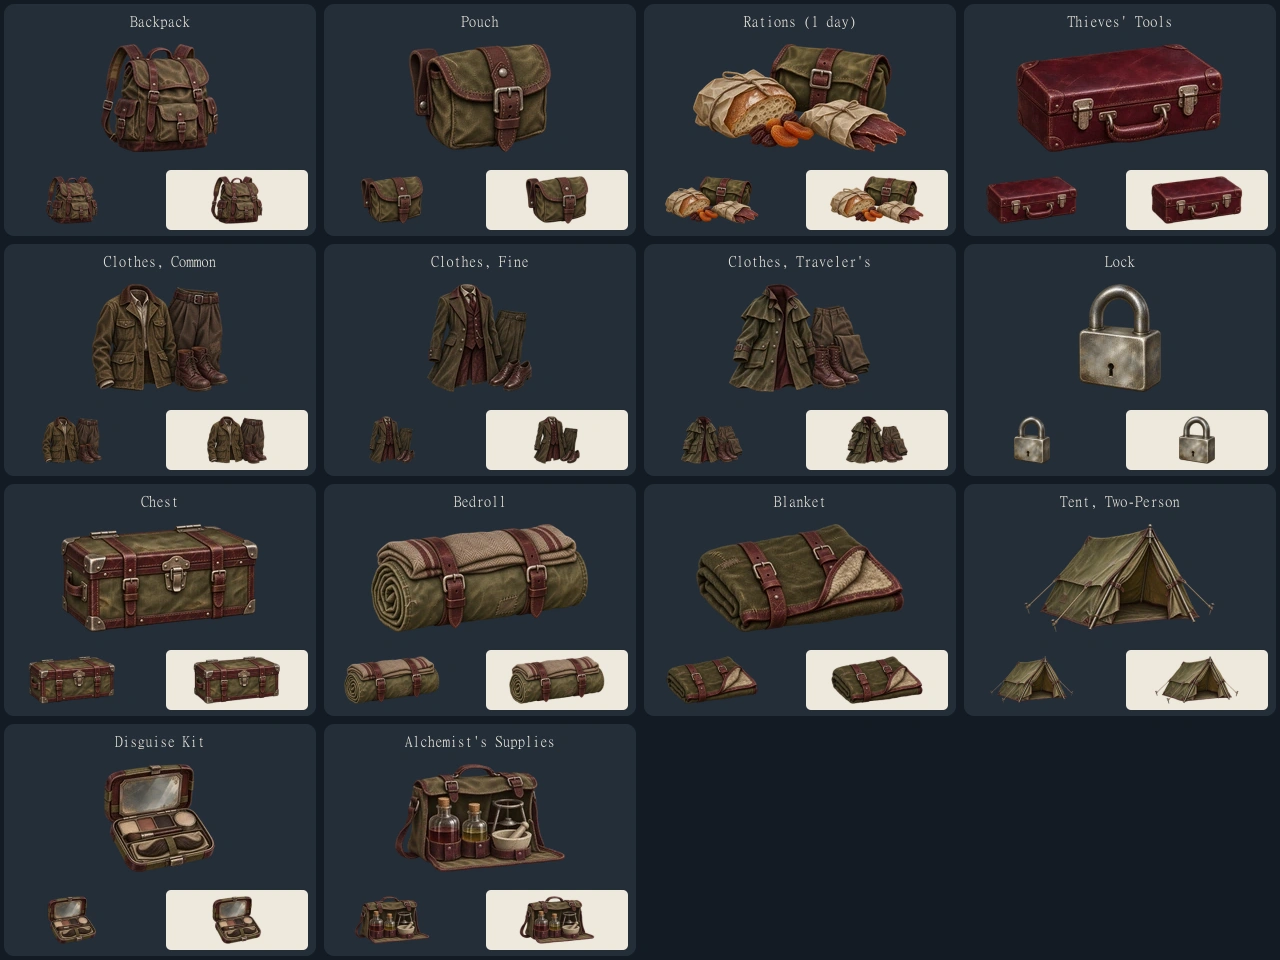 Backpack
Pouch
Rations (1 day)
Thieves' Tools
Clothes, Common
Clothes, Fine
Clothes, Traveler's
Lock
Chest
Bedroll
Blanket
Tent, Two-Person
Disguise Kit
Alchemist's Supplies